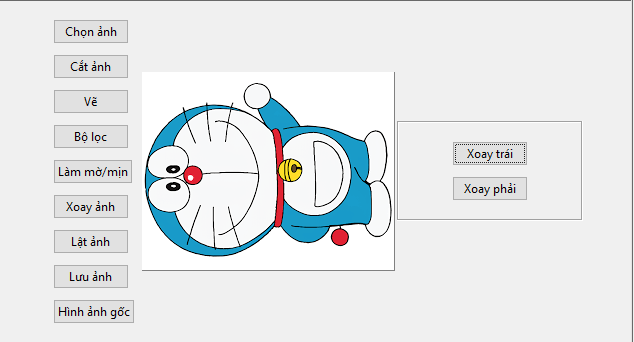 Chọn ảnh
Cắt ảnh
Vẽ
Bộ lọc
Làm mờ/mịn
Xoay ảnh
Lật ảnh
Lưu ảnh
Hình ảnh gốc
Xoay trái
Xoay phải